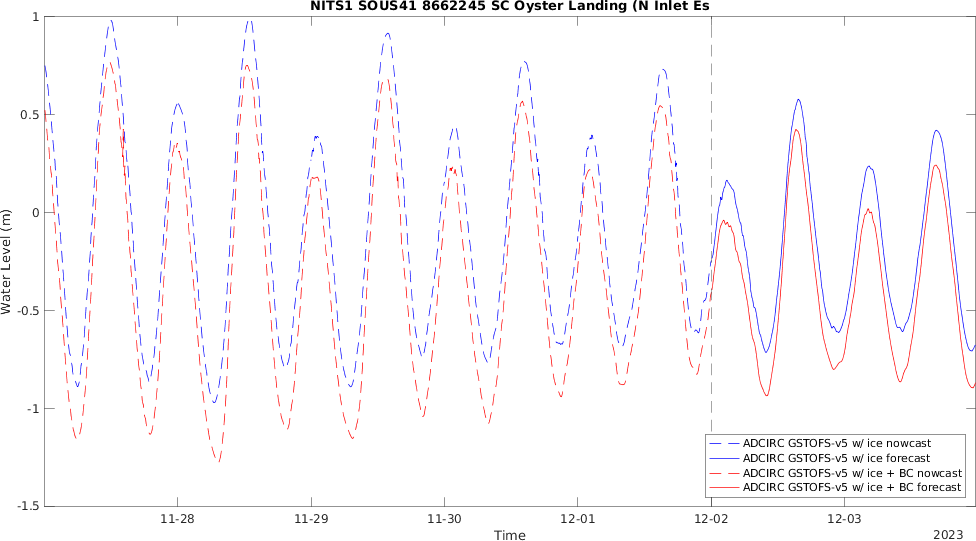 NITS1 SOUS41 8662245 SC Oyster Landing (N Inlet Es
1
0.5
0
-0.5
-1
-1.5
Water Level (m)
ADCIRC GSTOFS-v5 w/ ice nowcast
ADCIRC GSTOFS-v5 w/ ice forecast
ADCIRC GSTOFS-v5 w/ ice + BC nowcast
ADCIRC GSTOFS-v5 w/ ice + BC forecast
11-28 11-29 11-30 12-01 12-02 12-03
Time
2023